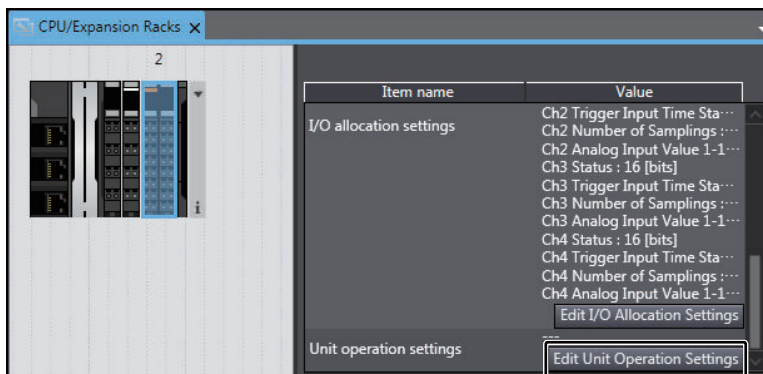 CPU/Expansion Racks
2
Item name Value
I/O allocation settings
Ch2 Trigger Input Time Sta···
Ch2 Number of Samplings :···
Ch2 Analog Input Value 1-1···
Ch3 Status : 16 [bits]
Ch3 Trigger Input Time Sta···
Ch3 Number of Samplings :···
Ch3 Analog Input Value 1-1···
Ch4 Status : 16 [bits]
Ch4 Trigger Input Time Sta···
Ch4 Number of Samplings :···
Ch4 Analog Input Value 1-1···
Edit I/O Allocation Settings
Unit operation settings
---
Edit Unit Operation Settings